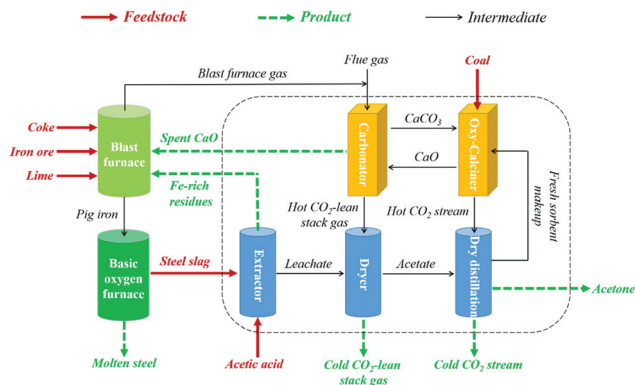 Feedstock
Product
Intermediate
Flue gas
Coal
Blast furnace gas
Coke
Iron ore
Lime
Blast
furnace
Spent CaO
Fe-rich
residues
Carbonator
CaCO₃
CaO
Oxy-Calciner
Fresh sorbent
makeup
Pig iron
Hot CO₂-lean
stack gas
Hot CO₂ stream
Basic
oxygen
furnace
Steel slag
Extractor
Leachate
Dryer
Acetate
Dry distillation
Acetone
Molten steel
Acetic acid
Cold CO₂-lean
stack gas
Cold CO₂ stream